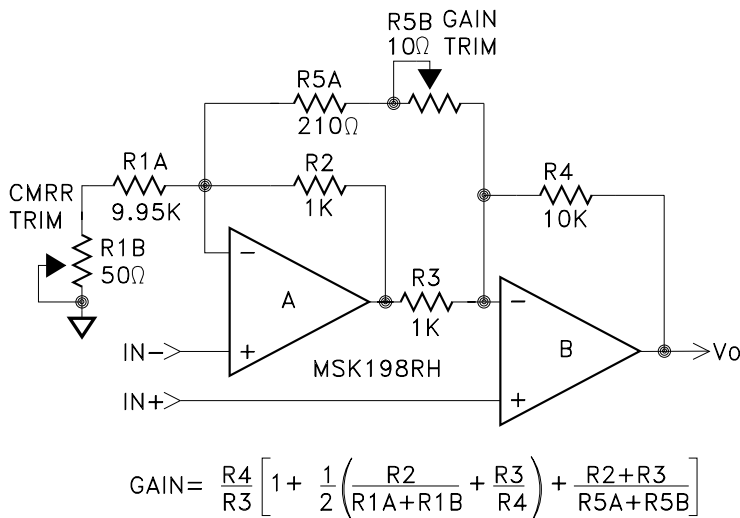 R5B GAIN
10Ω TRIM
R5A
210Ω
R1A
9.95K
R2
1K
R4
10K
CMRR
TRIM
R1B
50Ω
−
A
+
R3
1K
−
B
+
IN−
MSK198RH
Vo
IN+
GAIN= R4/R3 [1+ 1/2 (R2/(R1A+R1B) + R3/R4) + (R2+R3)/(R5A+R5B)]